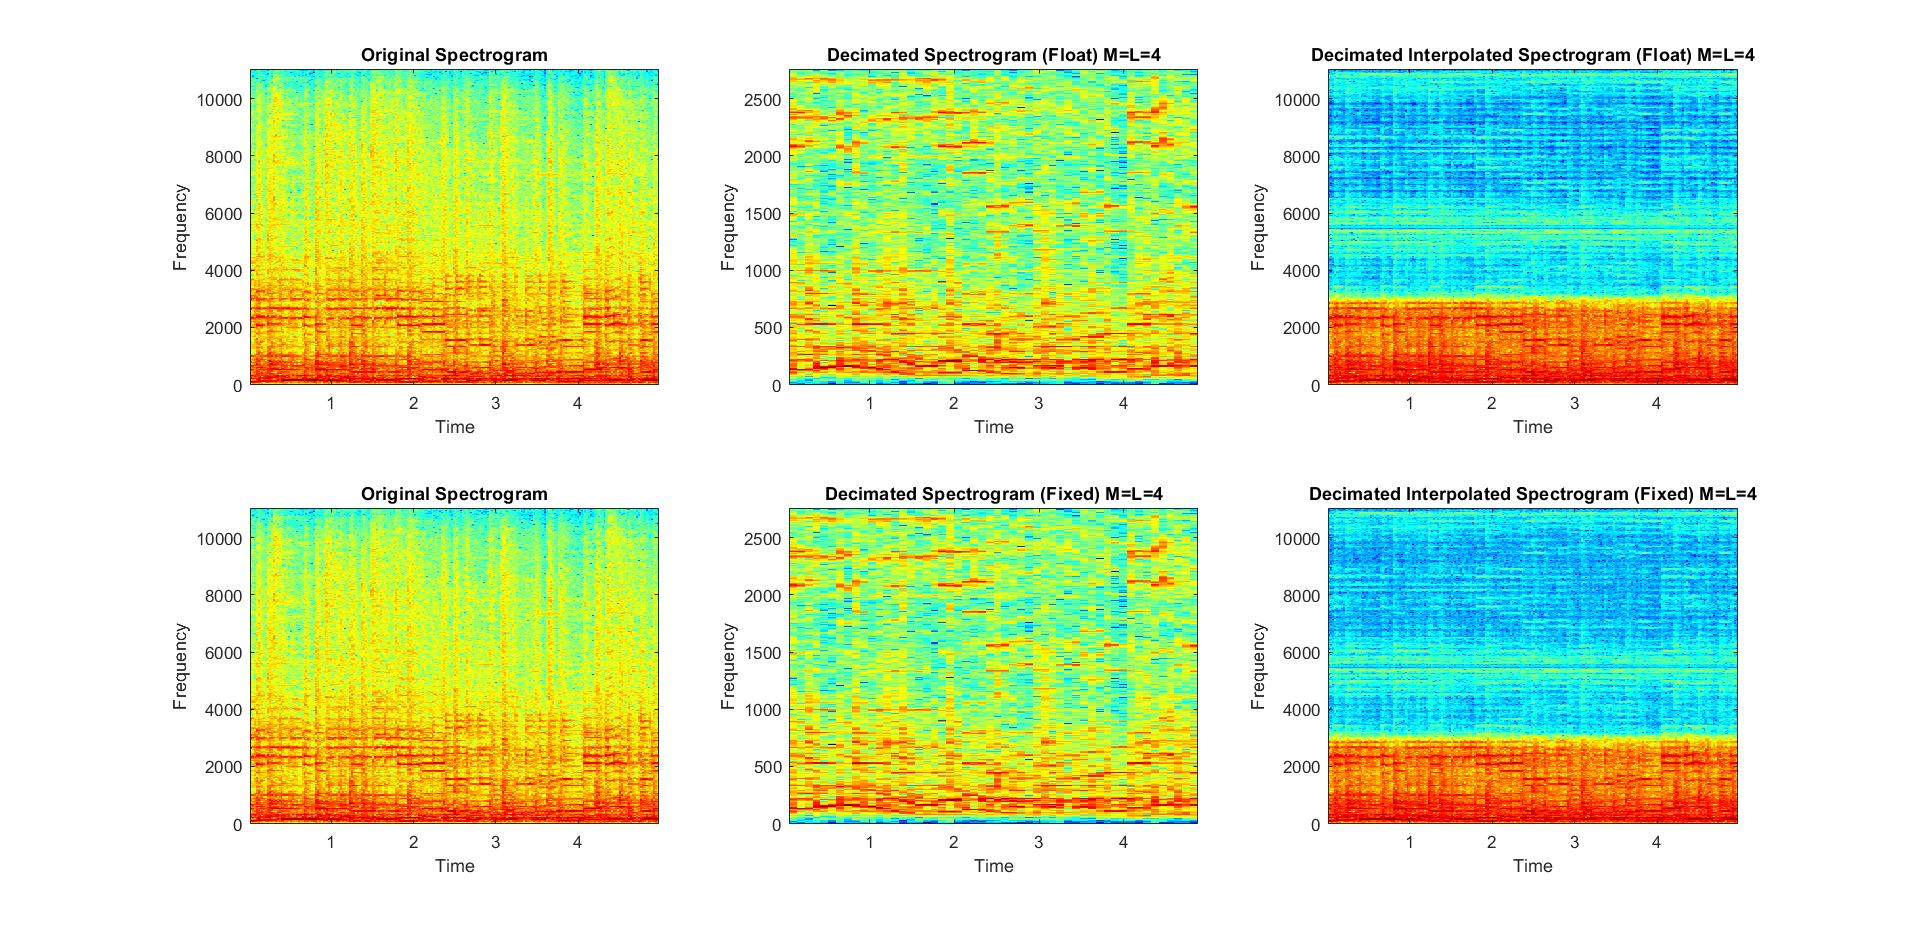 Original Spectrogram
Decimated Spectrogram (Float) M=L=4
Decimated Interpolated Spectrogram (Float) M=L=4
Frequency
10000
8000
6000
4000
2000
0
1 2 3 4
Time
Frequency
2500
2000
1500
1000
500
0
1 2 3 4
Time
Frequency
10000
8000
6000
4000
2000
0
1 2 3 4
Time
Original Spectrogram
Decimated Spectrogram (Fixed) M=L=4
Decimated Interpolated Spectrogram (Fixed) M=L=4
Frequency
10000
8000
6000
4000
2000
0
1 2 3 4
Time
Frequency
2500
2000
1500
1000
500
0
1 2 3 4
Time
Frequency
10000
8000
6000
4000
2000
0
1 2 3 4
Time